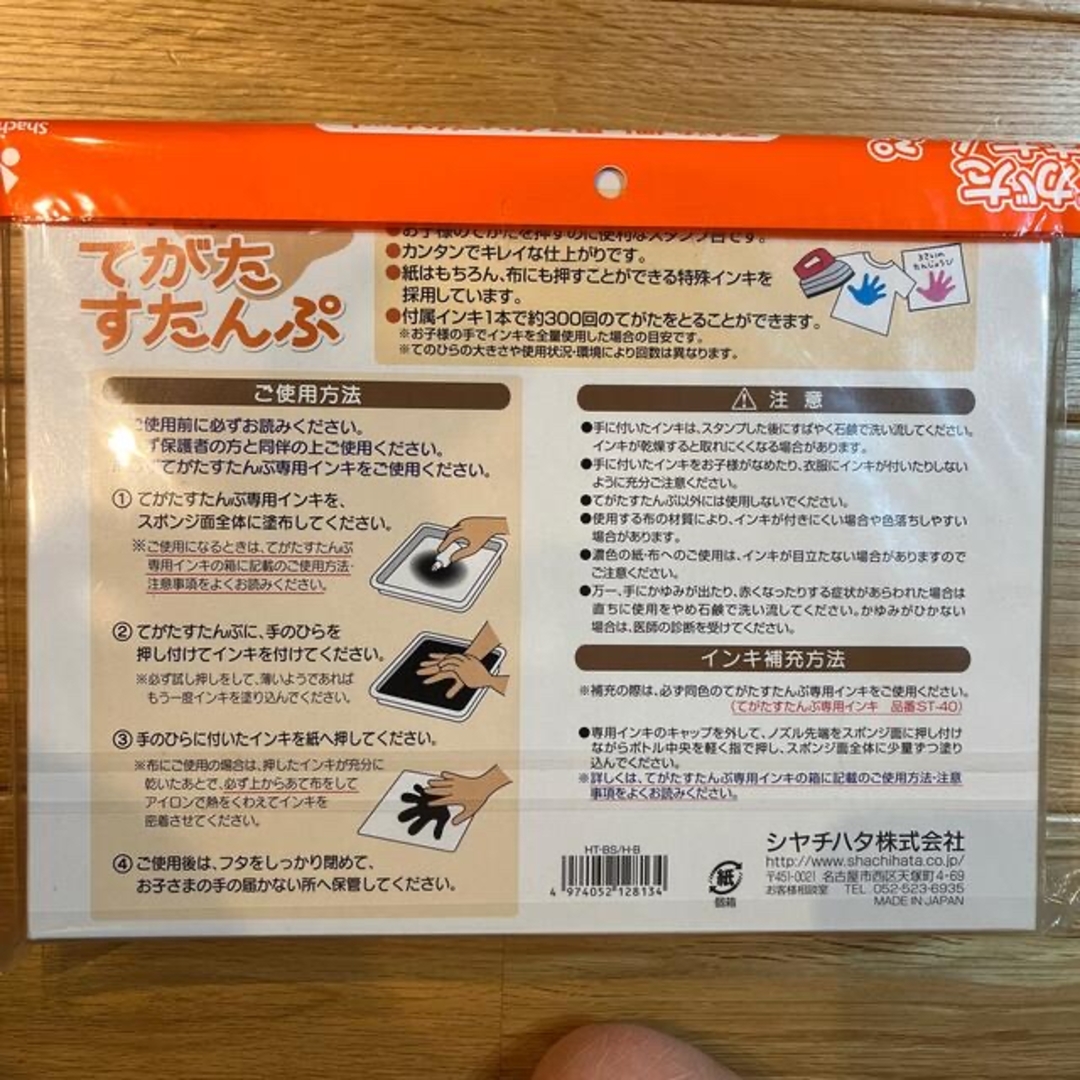 Shach
がた
ぷ
てがた
すたんぷ
●お子様のてがたを押すのに便利なスタンプ台です。
●カンタンでキレイな仕上がりです。
●紙はもちろん、布にも押すことができる特殊インキを
採用しています。
●付属インキ1本で約300回のてがたをとることができます。
※お子様の手でインキを全量使用した場合の目安です。
※てのひらの大きさや使用状況・環境により回数は異なります。
ご使用方法
使用前に必ずお読みください。
ず保護者の方と同伴の上ご使用ください。
てがたすたんぷ専用インキをご使用ください。
① てがたすたんぷ専用インキを、
スポンジ面全体に塗布してください。
※ご使用になるときは、てがたすたんぷ
専用インキの箱に記載のご使用方法・
注意事項をよくお読みください。
② てがたすたんぷに、手のひらを
押し付けてインキを付けてください。
※必ず試し押しをして、薄いようであれば
もう一度インキを塗り込んでください。
③ 手のひらに付いたインキを紙へ押してください。
※布にご使用の場合は、押したインキが充分に
乾いたあとで、必ず上からあて布をして
アイロンで熱をくわえてインキを
密着させてください。
④ ご使用後は、フタをしっかり閉めて、
お子さまの手の届かない所へ保管してください。
注意
●手に付いたインキは、スタンプした後にすばやく石鹸で洗い流してください。
インキが乾燥すると取れにくくなる場合があります。
●手に付いたインキをお子様がなめたり、衣服にインキが付いたりしない
ように充分ご注意ください。
●てがたすたんぷ以外には使用しないでください。
●使用する布の材質により、インキが付きにくい場合や色落ちしやすい
場合があります。
●濃色の紙・布へのご使用は、インキが目立たない場合がありますので
ご注意ください。
●万一、手にかゆみが出たり、赤くなったりする症状があらわれた場合は
直ちに使用をやめ石鹸で洗い流してください。かゆみがひかない
場合は、医師の診断を受けてください。
インキ補充方法
※補充の際は、必ず同色のてがたすたんぷ専用インキをご使用ください。
(てがたすたんぷ専用インキ 品番:ST-40)
●専用インキのキャップを外して、ノズル先端をスポンジ面に押し付け
ながらボトル中央を軽く指で押し、スポンジ面全体に少量ずつ塗り
込んでください。
※詳しくは、てがたすたんぷ専用インキの箱に記載のご使用方法・注意
事項をよくお読みください。
HT-BS/H-B
4 974052 128134
紙
個箱
シヤチハタ株式会社
http://www.shachihata.co.jp/
〒451-0021 名古屋市西区天塚町4-69
お客様相談室 TEL 052-523-6935
MADE IN JAPAN